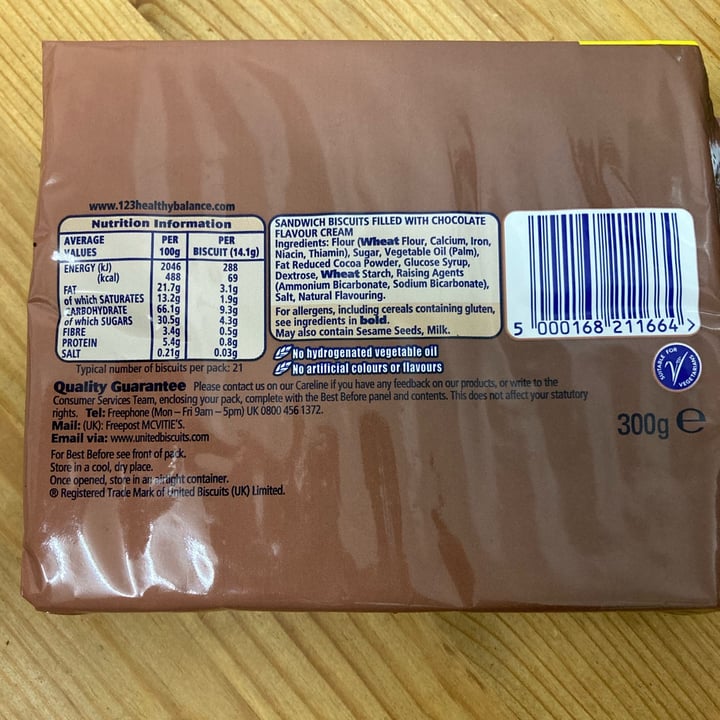 www.123healthybalance.com
Nutrition Information
AVERAGE VALUES PER 100g PER BISCUIT (14.1g)
ENERGY (kJ) 2046 288
(kcal) 488 69
FAT 21.7g 3.1g
of which SATURATES 13.2g 1.9g
CARBOHYDRATE 66.1g 9.3g
of which SUGARS 30.5g 4.3g
FIBRE 3.4g 0.5g
PROTEIN 5.4g 0.8g
SALT 0.21g 0.03g
Typical number of biscuits per pack: 21
SANDWICH BISCUITS FILLED WITH CHOCOLATE
FLAVOUR CREAM
Ingredients: Flour (Wheat Flour, Calcium, Iron,
Niacin, Thiamin), Sugar, Vegetable Oil (Palm),
Fat Reduced Cocoa Powder, Glucose Syrup,
Dextrose, Wheat Starch, Raising Agents
(Ammonium Bicarbonate, Sodium Bicarbonate),
Salt, Natural Flavouring.
For allergens, including cereals containing gluten,
see ingredients in bold.
May also contain Sesame Seeds, Milk.
No hydrogenated vegetable oil
No artificial colours or flavours
5 000168 211664 >
SUITABLE FOR VEGETARIANS
300g e
Quality Guarantee Please contact us on our Careline if you have any feedback on our products, or write to the
Consumer Services Team, enclosing pack, complete with the Best Before panel and contents. This does not affect your statutory
rights. Tel: Freephone (Mon – Fri 9am – 5pm) UK 0800 456 1372.
Mail: (UK): Freepost MCVITIE'S.
Email via: www.unitedbiscuits.com
For Best Before see front of pack.
Store in a cool, dry place.
Once opened, store in an airtight container.
® Registered Trade Mark of United Biscuits (UK) Limited.